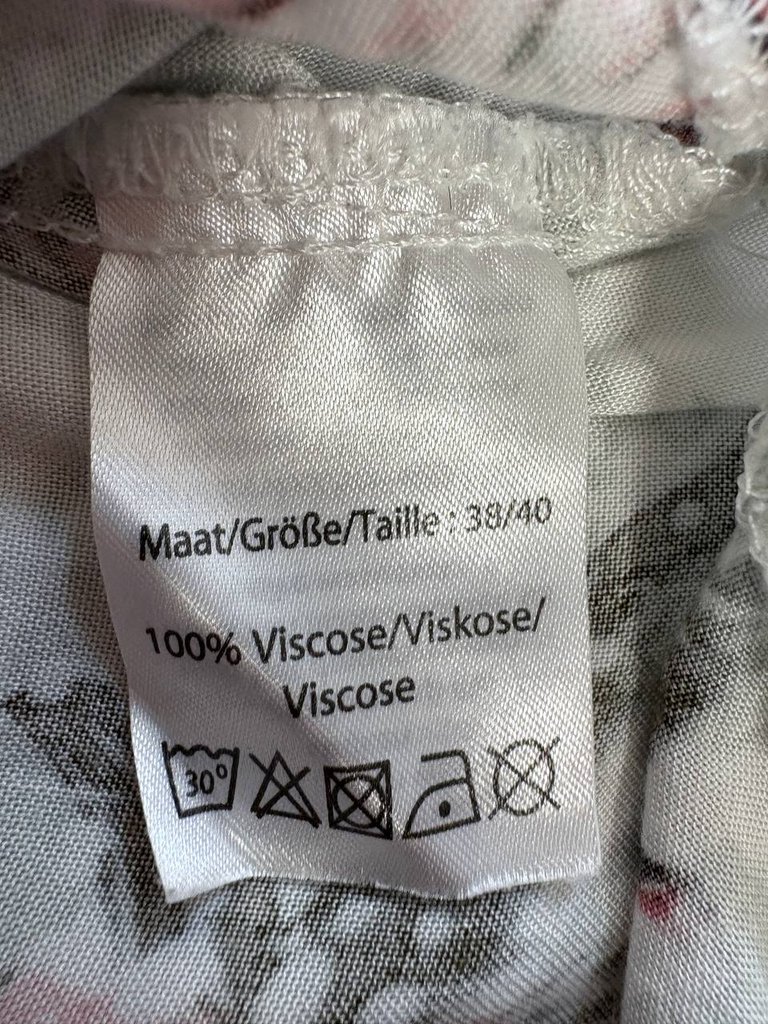 Maat/Größe/Taille : 38/40
100% Viscose/Viskose/
Viscose
30°